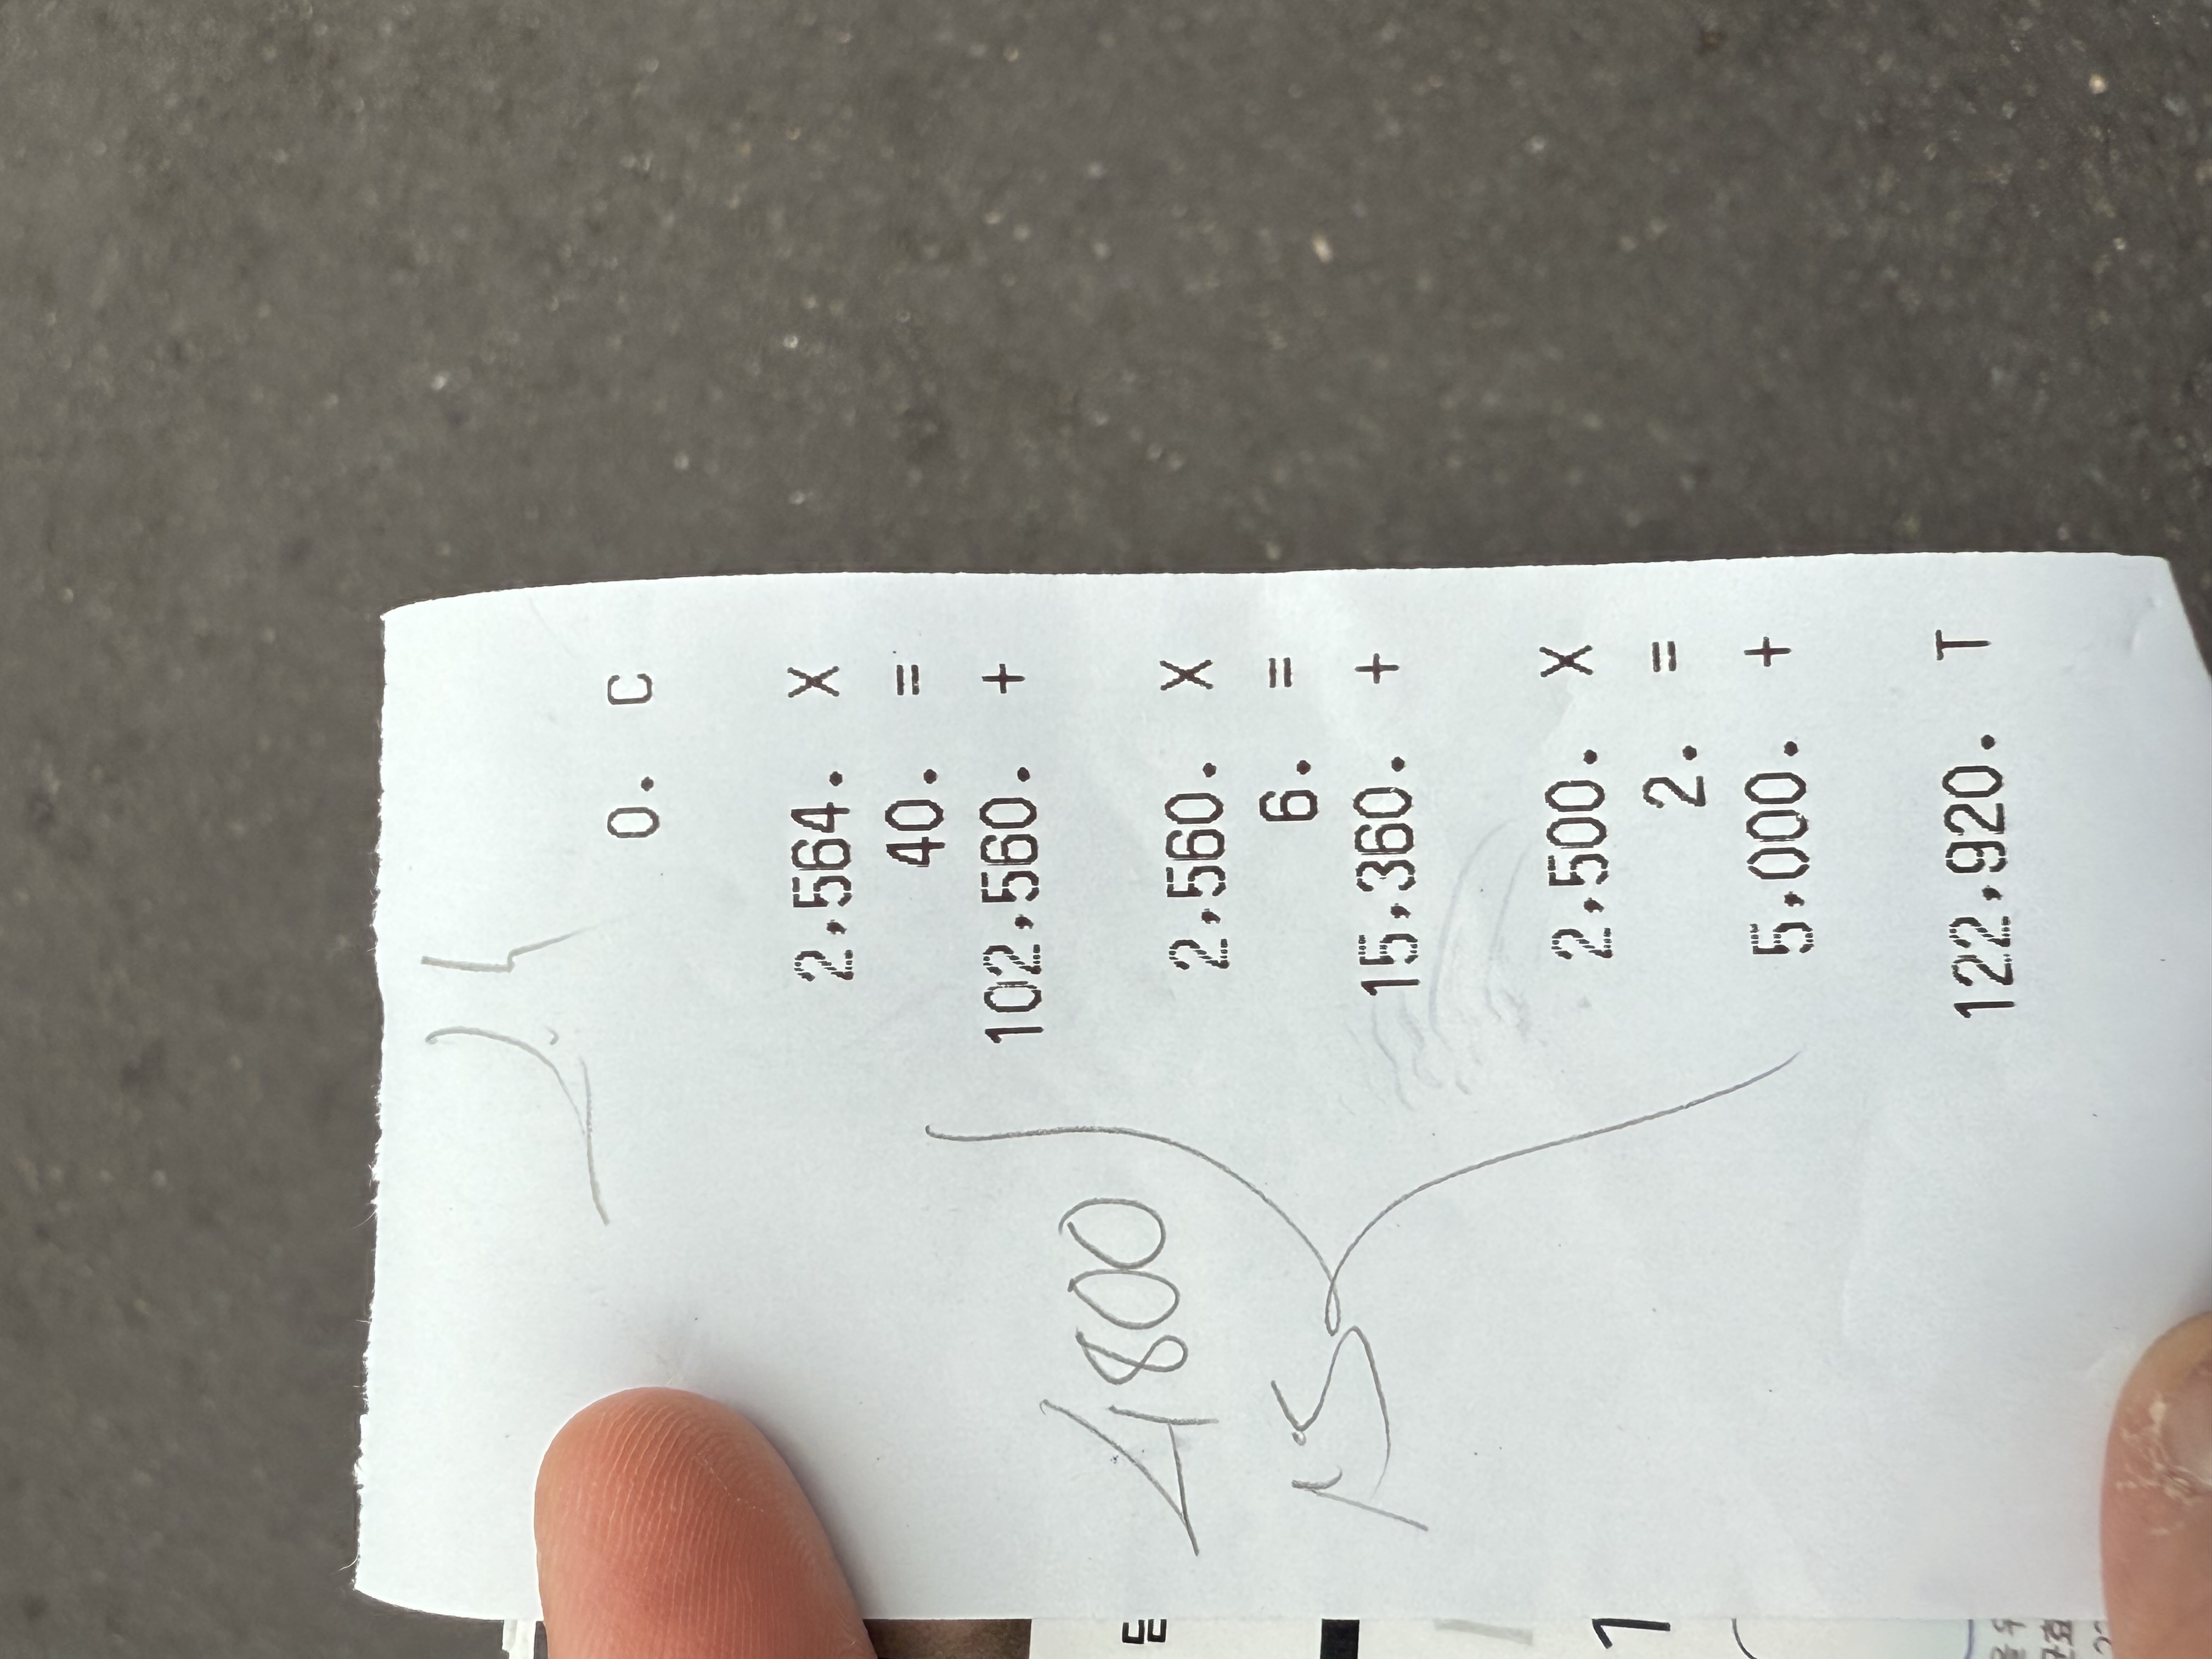 0. C
2,564. X
40. =
102,560. +
2,560. X
6. =
15,360. +
2,500. X
2. =
5,000. +
122,920. T
4800